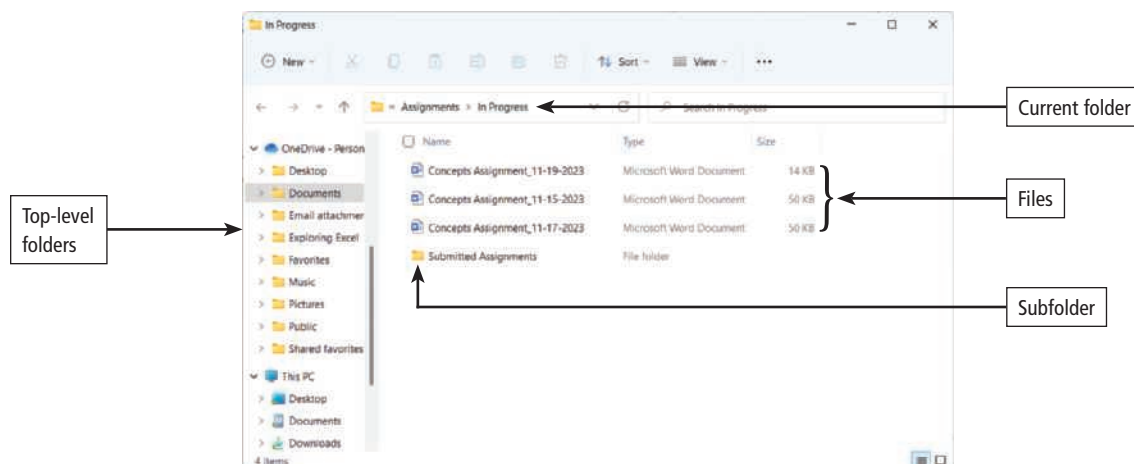 In Progress
New
Sort
View
Assignments > In Progress
Search In Progress
Current folder
OneDrive - Person
Desktop
Documents
Email attachmer
Exploring Excel
Favorites
Music
Pictures
Public
Shared favorites
This PC
Desktop
Documents
Downloads
4 items
Name Type Size
Concepts Assignment_11-19-2023 Microsoft Word Document 14 KB
Concepts Assignment_11-15-2023 Microsoft Word Document 50 KB
Concepts Assignment_11-17-2023 Microsoft Word Document 50 KB
Submitted Assignments File folder
Files
Top-level
folders
Subfolder